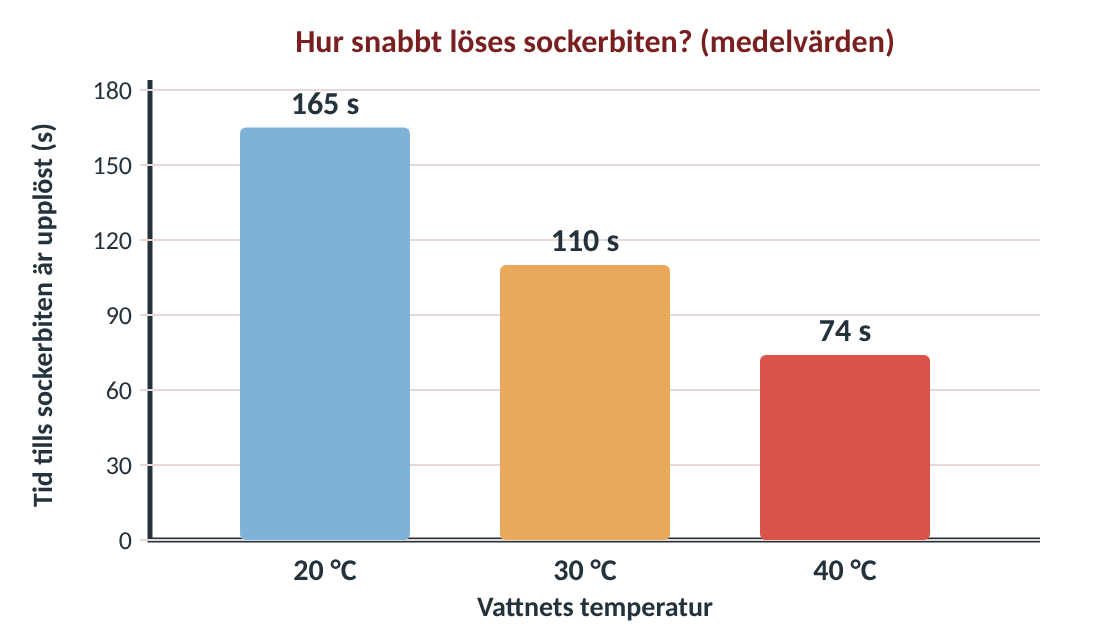 Hur snabbt löses sockerbiten? (medelvärden)
Tid tills sockerbiten är upplöst (s)
180
150
120
90
60
30
0
165 s
110 s
74 s
20 °C
30 °C
40 °C
Vattnets temperatur